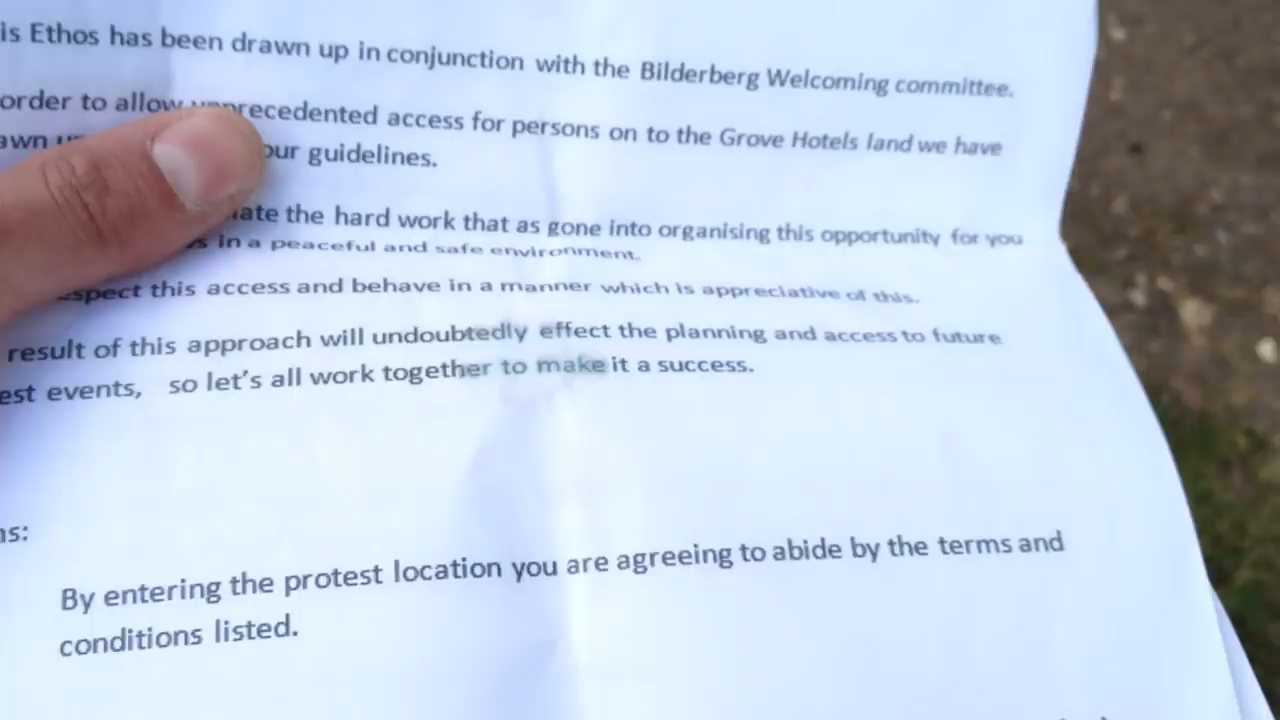 is Ethos has been drawn up in conjunction with the Bilderberg Welcoming committee.
order to allow unprecedented access for persons on to the Grove Hotels land we have
awn our guidelines.
iate the hard work that as gone into organising this opportunity for you
s in a peaceful and safe environment.
espect this access and behave in a manner which is appreciative of this.
result of this approach will undoubtedly effect the planning and access to future
est events, so let's all work together to make it a success.
ns:
By entering the protest location you are agreeing to abide by the terms and
conditions listed.